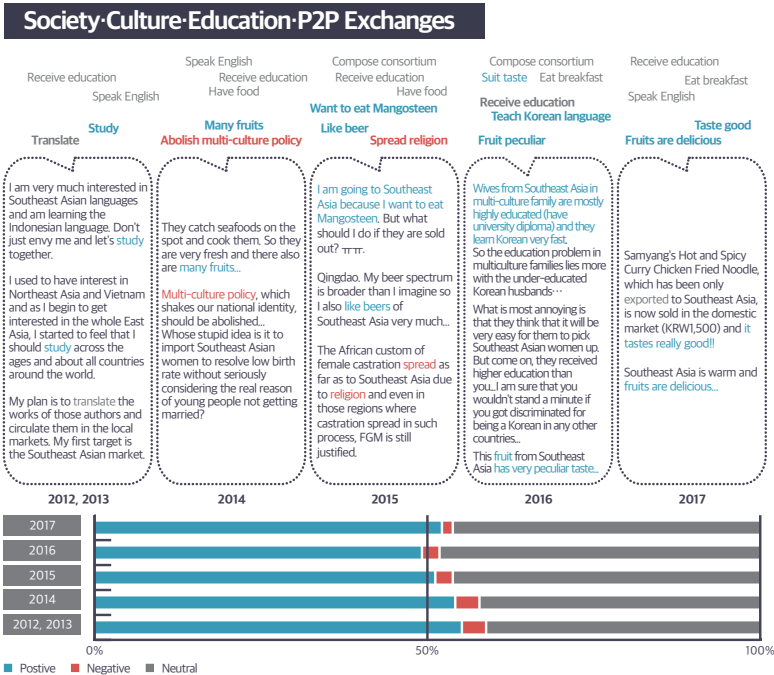 Society·Culture·Education·P2P Exchanges
Receive education
Speak English
Study
Translate
Speak English
Receive education
Have food
Many fruits
Abolish multi-culture policy
Compose consortium
Receive education
Have food
Want to eat Mangosteen
Like beer
Spread religion
Compose consortium
Suit taste Eat breakfast
Receive education
Teach Korean language
Fruit peculiar
Receive education
Eat breakfast
Speak English
Taste good
Fruits are delicious
I am very much interested in
Southeast Asian languages
and am learning the
Indonesian language. Don't
just envy me and let's study
together.
I used to have interest in
Northeast Asia and Vietnam
and as I begin to get
interested in the whole East
Asia, I started to feel that I
should study across the
ages and about all countries
around the world.
My plan is to translate the
works of those authors and
circulate them in the local
markets. My first target is
the Southeast Asian market.
They catch seafoods on the
spot and cook them. So they
are very fresh and there also
are many fruits...
Multi-culture policy, which
shakes our national identity,
should be abolished...
Whose stupid idea is it to
import Southeast Asian
women to resolve low birth
rate without seriously
considering the real reason
of young people not getting
married?
I am going to Southeast
Asia because I want to eat
Mangosteen. But what
should I do if they are sold
out? ㅠㅠ.
Qingdao. My beer spectrum
is broader than I imagine so
I also like beers of
Southeast Asia very much...
The African custom of
female castration spread as
far as to Southeast Asia due
to religion and even in
those regions where
castration spread in such
process, FGM is still
justified.
Wives from Southeast Asia in
multi-culture family are mostly
highly educated (have
university diploma) and they
learn Korean very fast.
So the education problem in
multiculture families lies more
with the under-educated
Korean husbands…
What is most annoying is
that they think that it will be
very easy for them to pick
Southeast Asian women up.
But come on, they received
higher education than
you...I am sure that you
wouldn't stand a minute if
you got discriminated for
being a Korean in any other
countries...
This fruit from Southeast
Asia has very peculiar taste...
Samyang's Hot and Spicy
Curry Chicken Fried Noodle,
which has been only
exported to Southeast Asia,
is now sold in the domestic
market (KRW1,500) and it
tastes really good!!
Southeast Asia is warm and
fruits are delicious...
2012, 2013 2014 2015 2016 2017
2017
2016
2015
2014
2012, 2013
0% 50% 100%
Postive Negative Neutral